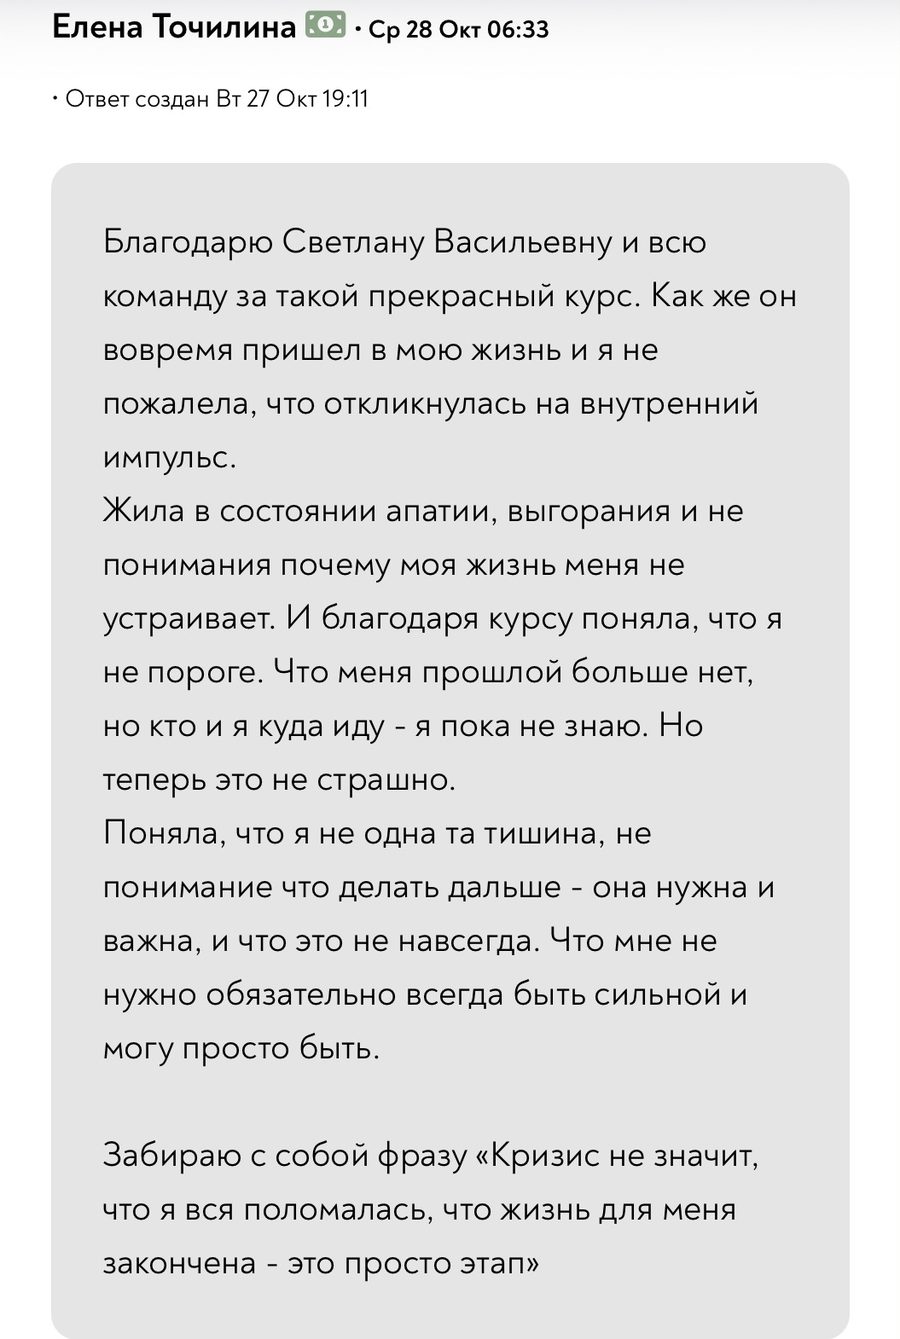 Елена Точилина 1 • Ср 28 Окт 06:33
• Ответ создан Вт 27 Окт 19:11
Благодарю Светлану Васильевну и всю
команду за такой прекрасный курс. Как же он
вовремя пришел в мою жизнь и я не
пожалела, что откликнулась на внутренний
импульс.
Жила в состоянии апатии, выгорания и не
понимания почему моя жизнь меня не
устраивает. И благодаря курсу поняла, что я
не пороге. Что меня прошлой больше нет,
но кто и я куда иду - я пока не знаю. Но
теперь это не страшно.
Поняла, что я не одна та тишина, не
понимание что делать дальше - она нужна и
важна, и что это не навсегда. Что мне не
нужно обязательно всегда быть сильной и
могу просто быть.
Забираю с собой фразу «Кризис не значит,
что я вся поломалась, что жизнь для меня
закончена - это просто этап»